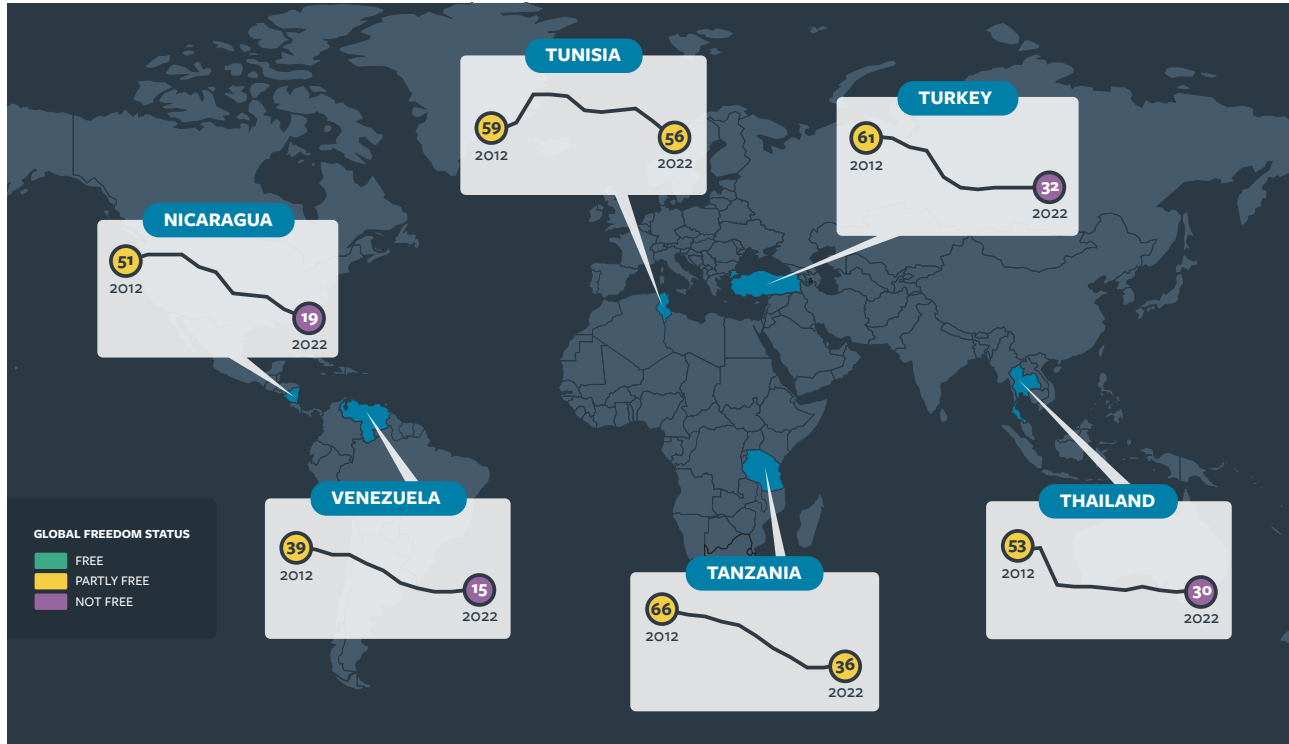 TUNISIA
59
2012
56
2022
TURKEY
61
2012
32
2022
NICARAGUA
51
2012
19
2022
VENEZUELA
39
2012
15
2022
TANZANIA
66
2012
36
2022
THAILAND
53
2012
30
2022
GLOBAL FREEDOM STATUS
FREE
PARTLY FREE
NOT FREE